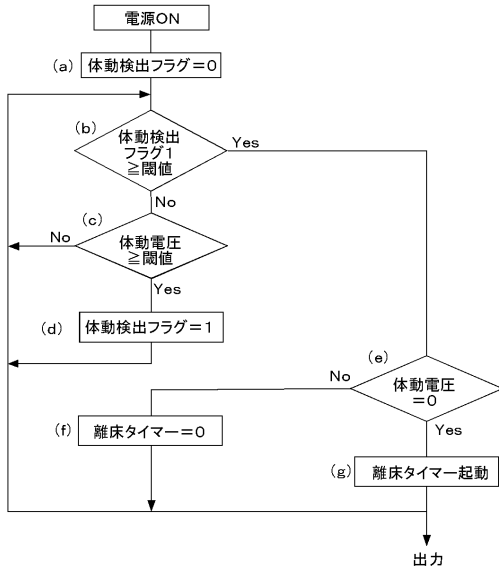 電源ON
(a)
体動検出フラグ=0
(b)
体動検出
フラグ1
≧閾値
Yes
No
(c)
体動電圧
≧閾値
No
Yes
(d)
体動検出フラグ=1
(e)
体動電圧
=0
No
Yes
(f)
離床タイマー=0
(g)
離床タイマー起動
出力